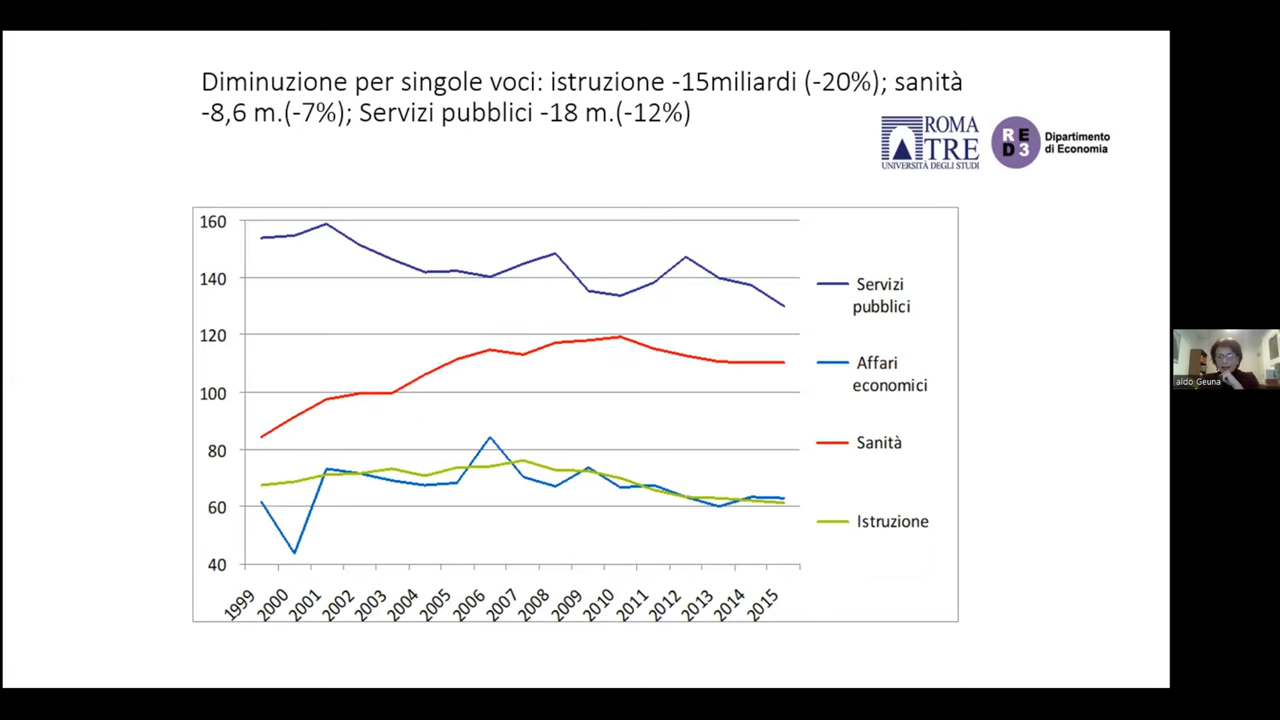 Diminuzione per singole voci: istruzione -15miliardi (-20%); sanità
-8,6 m.(-7%); Servizi pubblici -18 m.(-12%)
ROMA
TRE
UNIVERSITÀ DEGLI STUDI
RE
D3
Dipartimento
di Economia
160
140
120
100
80
60
40
1999
2000
2001
2002
2003
2004
2005
2006
2007
2008
2009
2010
2011
2012
2013
2014
2015
Servizi
pubblici
Affari
economici
Sanità
Istruzione
aldo Geuna